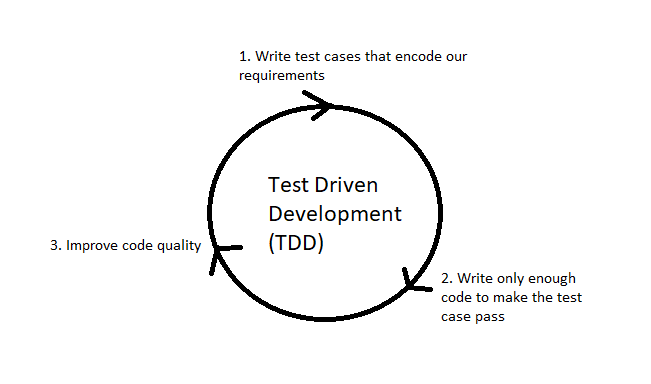 1. Write test cases that encode our
requirements
Test Driven
Development
(TDD)
3. Improve code quality
2. Write only enough
code to make the test
case pass